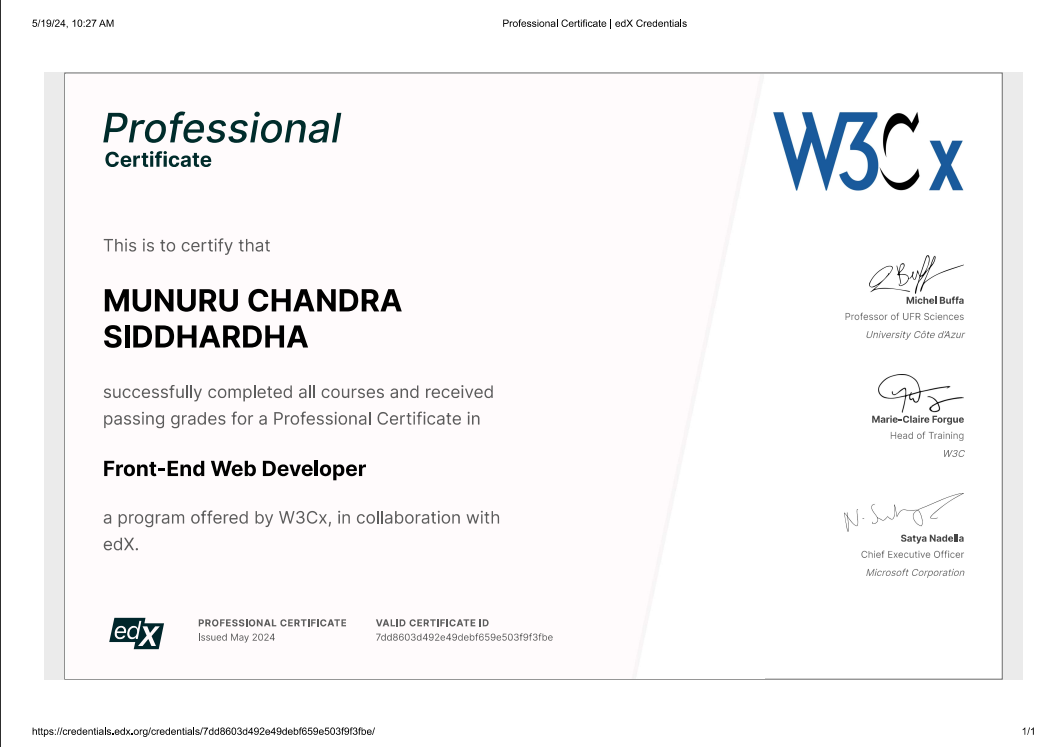 5/19/24, 10:27 AM
Professional Certificate | edX Credentials
Professional
Certificate
W3Cx
This is to certify that
MUNURU CHANDRA
SIDDHARDHA
successfully completed all courses and received
passing grades for a Professional Certificate in
Front-End Web Developer
a program offered by W3Cx, in collaboration with
edX.
Michel Buffa
Professor of UFR Sciences
University Côte d'Azur
Marie-Claire Forgue
Head of Training
W3C
Satya Nadella
Chief Executive Officer
Microsoft Corporation
edX
PROFESSIONAL CERTIFICATE
Issued May 2024
VALID CERTIFICATE ID
7dd8603d492e49debf659e503f9f3fbe
https://credentials.edx.org/credentials/7dd8603d492e49debf659e503f9f3fbe/
1/1